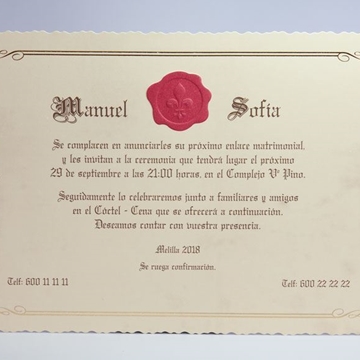 Manuel Sofía
Se complacen en anunciarles su próximo enlace matrimonial,
y les invitan a la ceremonia que tendrá lugar el próximo
29 de septiembre a las 21:00 horas, en el Complejo Vº Pino.
Seguidamente lo celebraremos junto a familiares y amigos
en el Cóctel - Cena que se ofrecerá a continuación.
Deseamos contar con vuestra presencia.
Melilla 2018
Se ruega confirmación.
Telf: 600 11 11 11
Telf: 600 22 22 22